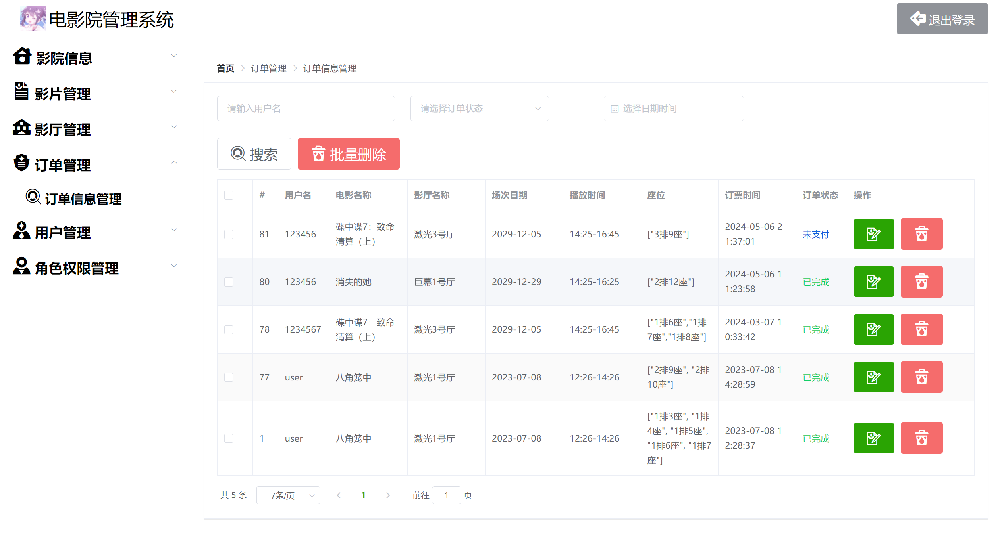 电影院管理系统
退出登录
影院信息
影片管理
影厅管理
订单管理
订单信息管理
用户管理
角色权限管理
首页 > 订单管理 > 订单信息管理
请输入用户名 请选择订单状态 选择日期时间
搜索 批量删除
# 用户名 电影名称 影厅名称 场次日期 播放时间 座位 订票时间 订单状态 操作
81 123456 碟中谍7：致命 激光3号厅 2029-12-05 14:25-16:45 ["3排9座"] 2024-05-06 2 未支付
清算（上） 1:37:01
80 123456 消失的她 巨幕1号厅 2029-12-29 14:25-16:25 ["2排12座"] 2024-05-06 1 已完成
1:23:58
78 1234567 碟中谍7：致命 激光3号厅 2029-12-05 14:25-16:45 ["1排6座","1排 2024-03-07 1 已完成
清算（上） 7座","1排8座"] 0:33:42
77 user 八角笼中 激光1号厅 2023-07-08 12:26-14:26 ["2排9座", "2排 2023-07-08 1 已完成
10座"] 4:28:59
1 user 八角笼中 激光1号厅 2023-07-08 12:26-14:26 ["1排3座", "1排 2023-07-08 1 已完成
4座", "1排5座", 2:28:37
"1排6座", "1排7
座"]
共 5 条 7条/页 1 前往 1 页